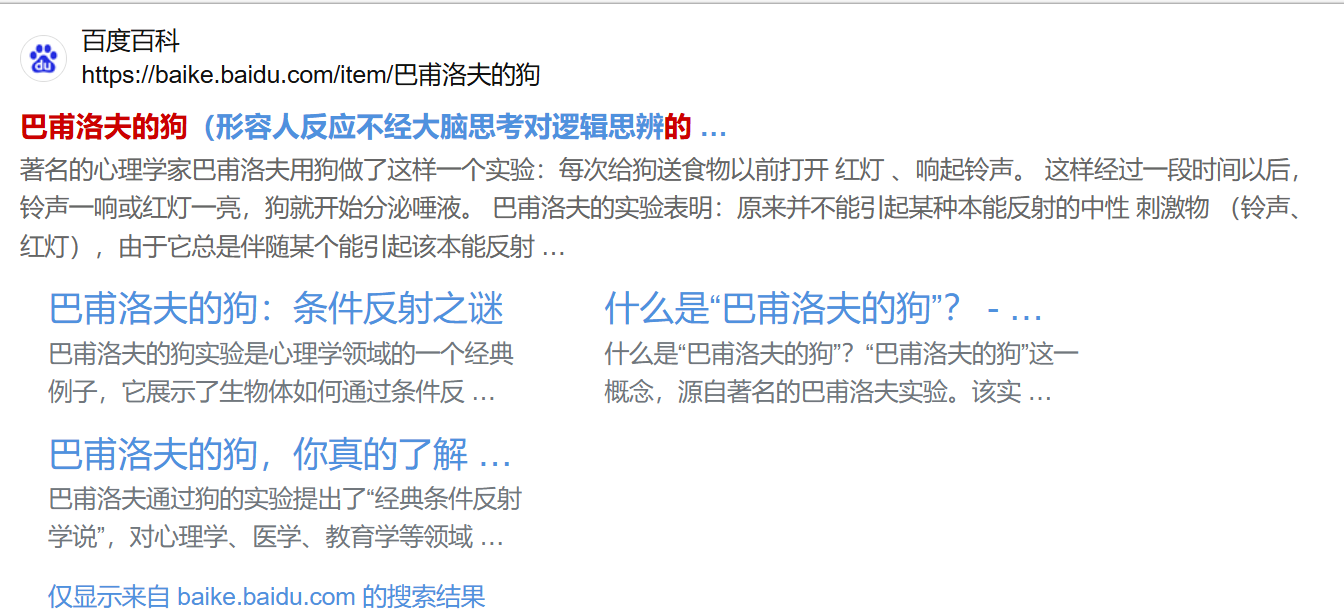 百度百科
du
https://baike.baidu.com/item/巴甫洛夫的狗
巴甫洛夫的狗（形容人反应不经大脑思考对逻辑思辨的 ...
著名的心理学家巴甫洛夫用狗做了这样一个实验：每次给狗送食物以前打开 红灯 、响起铃声。 这样经过一段时间以后，
铃声一响或红灯一亮，狗就开始分泌唾液。 巴甫洛夫的实验表明：原来并不能引起某种本能反射的中性 刺激物 （铃声、
红灯），由于它总是伴随某个能引起该本能反射 ...
巴甫洛夫的狗：条件反射之谜
巴甫洛夫的狗实验是心理学领域的一个经典
例子，它展示了生物体如何通过条件反 ...
什么是“巴甫洛夫的狗”？ - ...
什么是“巴甫洛夫的狗”？“巴甫洛夫的狗”这一
概念，源自著名的巴甫洛夫实验。该实 ...
巴甫洛夫的狗，你真的了解 ...
巴甫洛夫通过狗的实验提出了“经典条件反射
学说”，对心理学、医学、教育学等领域 ...
仅显示来自 baike.baidu.com 的搜索结果